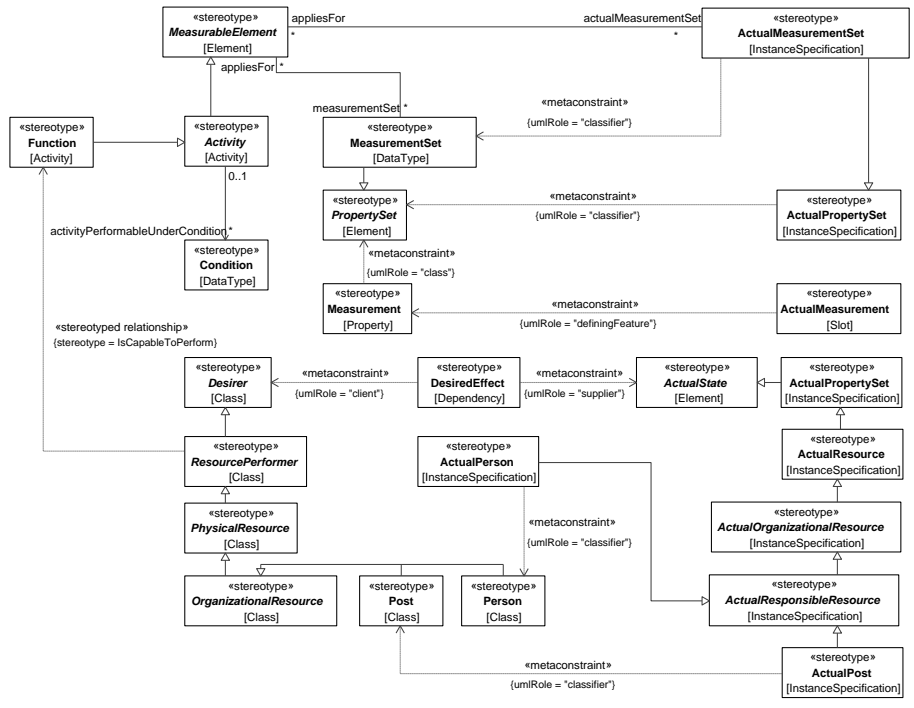 «stereotype»
MeasurableElement
[Element]
appliesFor
*
actualMeasurementSet
*
«stereotype»
ActualMeasurementSet
[InstanceSpecification]
appliesFor *
measurementSet *
«metaconstraint»
{umlRole = "classifier"}
«stereotype»
Function
[Activity]
«stereotype»
Activity
[Activity]
0..1
«stereotype»
MeasurementSet
[DataType]
activityPerformableUnderCondition *
«stereotype»
Condition
[DataType]
«stereotype»
PropertySet
[Element]
«metaconstraint»
{umlRole = "classifier"}
«stereotype»
ActualPropertySet
[InstanceSpecification]
«metaconstraint»
{umlRole = "class"}
«stereotype»
Measurement
[Property]
«metaconstraint»
{umlRole = "definingFeature"}
«stereotype»
ActualMeasurement
[Slot]
«stereotyped relationship»
{stereotype = IsCapableToPerform}
«stereotype»
Desirer
[Class]
«metaconstraint»
{umlRole = "client"}
«stereotype»
DesiredEffect
[Dependency]
«metaconstraint»
{umlRole = "supplier"}
«stereotype»
ActualState
[Element]
«stereotype»
ActualPropertySet
[InstanceSpecification]
«stereotype»
ResourcePerformer
[Class]
«stereotype»
ActualPerson
[InstanceSpecification]
«stereotype»
ActualResource
[InstanceSpecification]
«stereotype»
PhysicalResource
[Class]
«metaconstraint»
{umlRole = "classifier"}
«stereotype»
ActualOrganizationalResource
[InstanceSpecification]
«stereotype»
OrganizationalResource
[Class]
«stereotype»
Post
[Class]
«stereotype»
Person
[Class]
«stereotype»
ActualResponsibleResource
[InstanceSpecification]
«metaconstraint»
{umlRole = "classifier"}
«stereotype»
ActualPost
[InstanceSpecification]